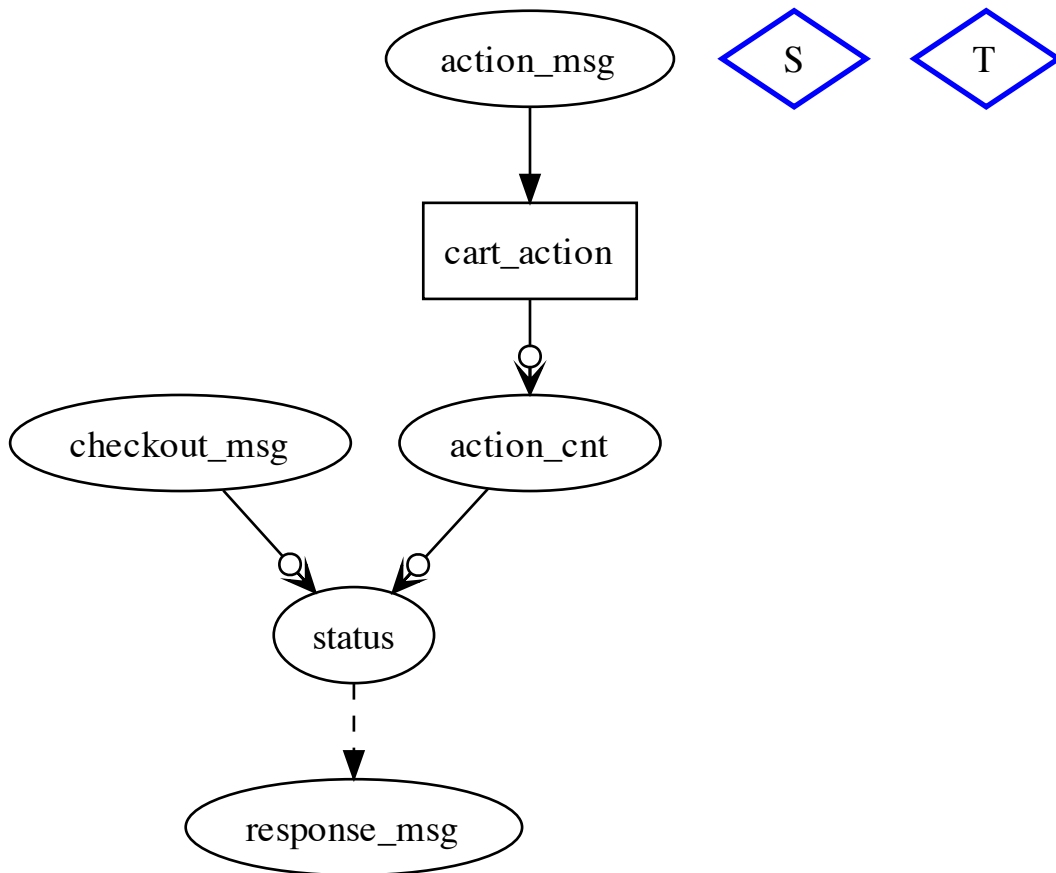 action_msg
S
T
cart_action
checkout_msg
action_cnt
status
response_msg